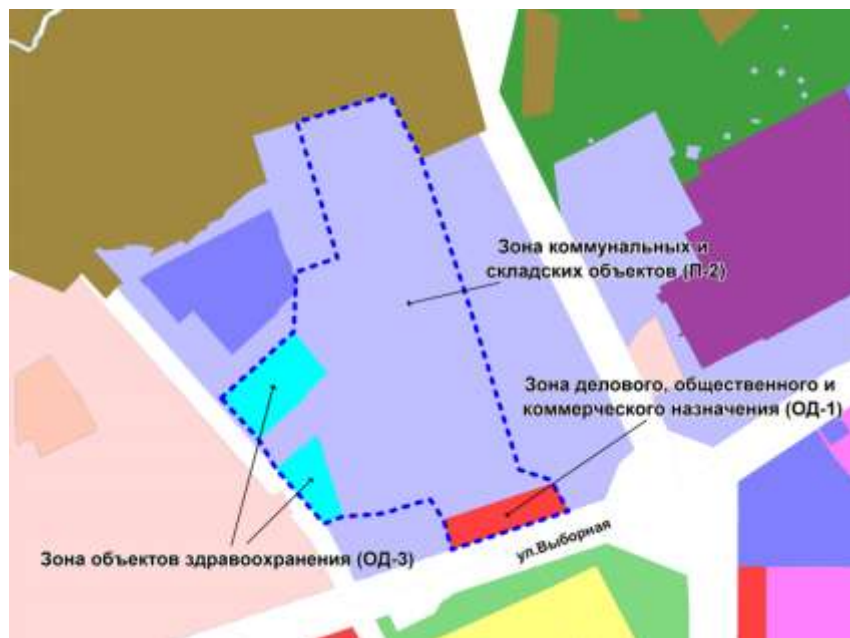 Зона коммунальных и
складских объектов (П-2)
Зона делового, общественного и
коммерческого назначения (ОД-1)
ул.Выборная
Зона объектов здравоохранения (ОД-3)